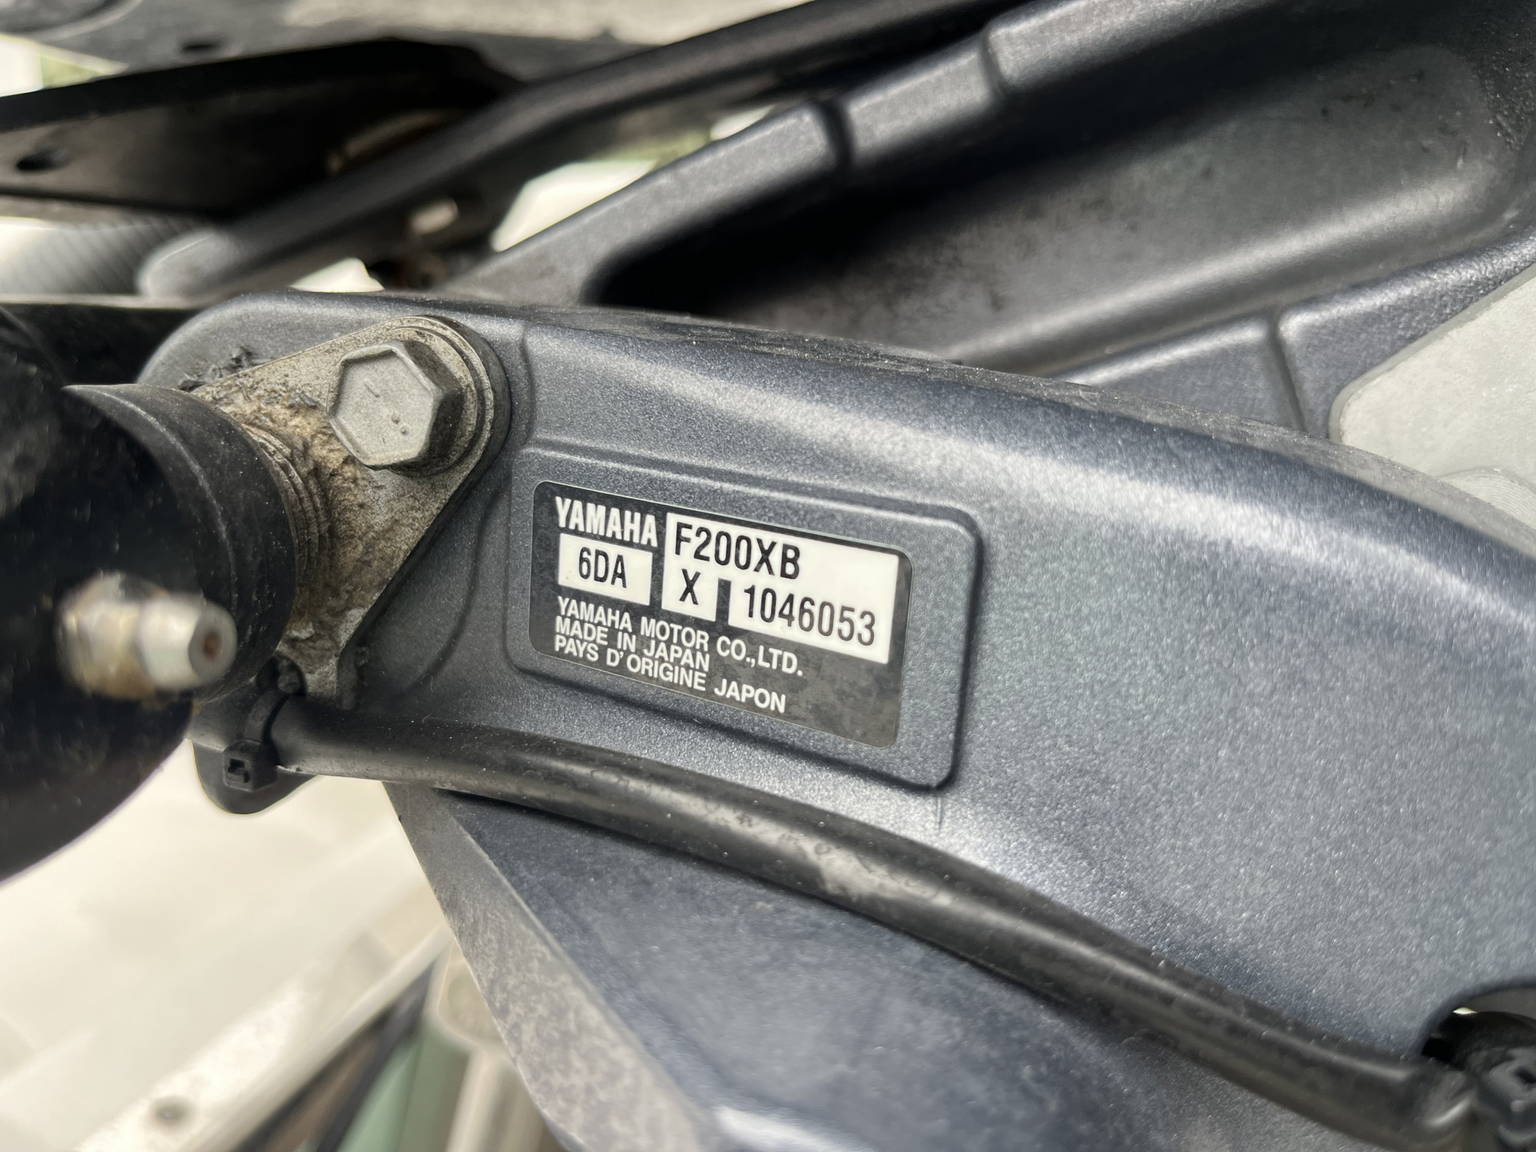 YAMAHA F200XB
6DA X 1046053
YAMAHA MOTOR CO.,LTD.
MADE IN JAPAN
PAYS D'ORIGINE JAPON